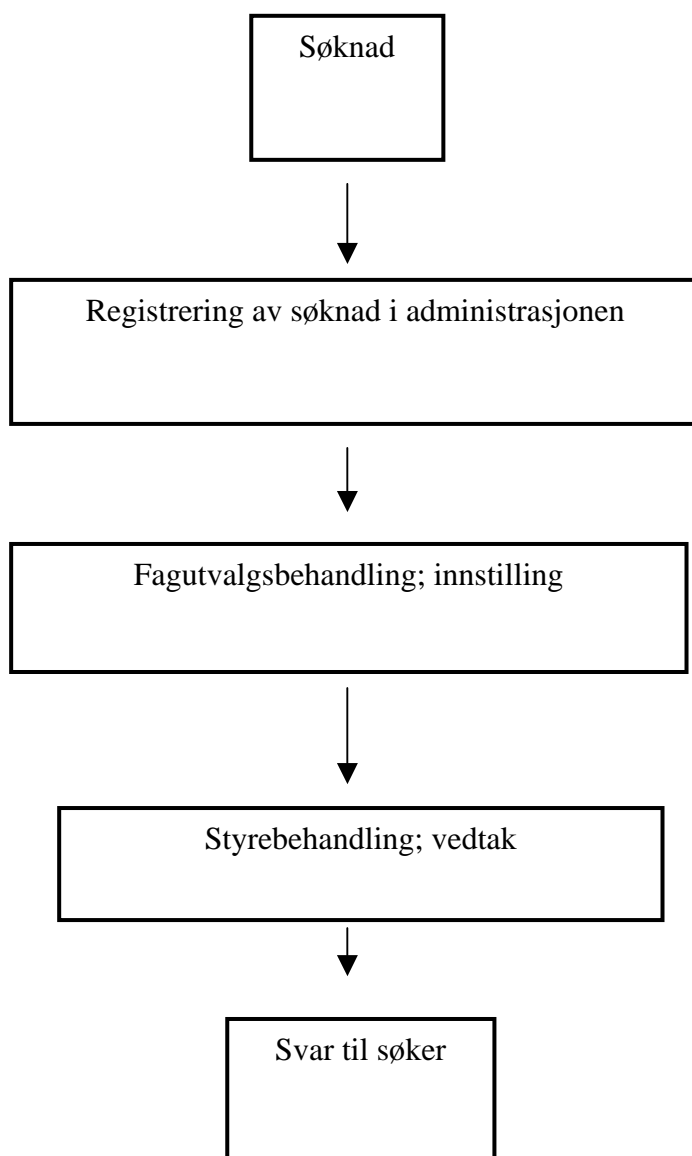 Søknad
Registrering av søknad i administrasjonen
Fagutvalgsbehandling; innstilling
Styrebehandling; vedtak
Svar til søker